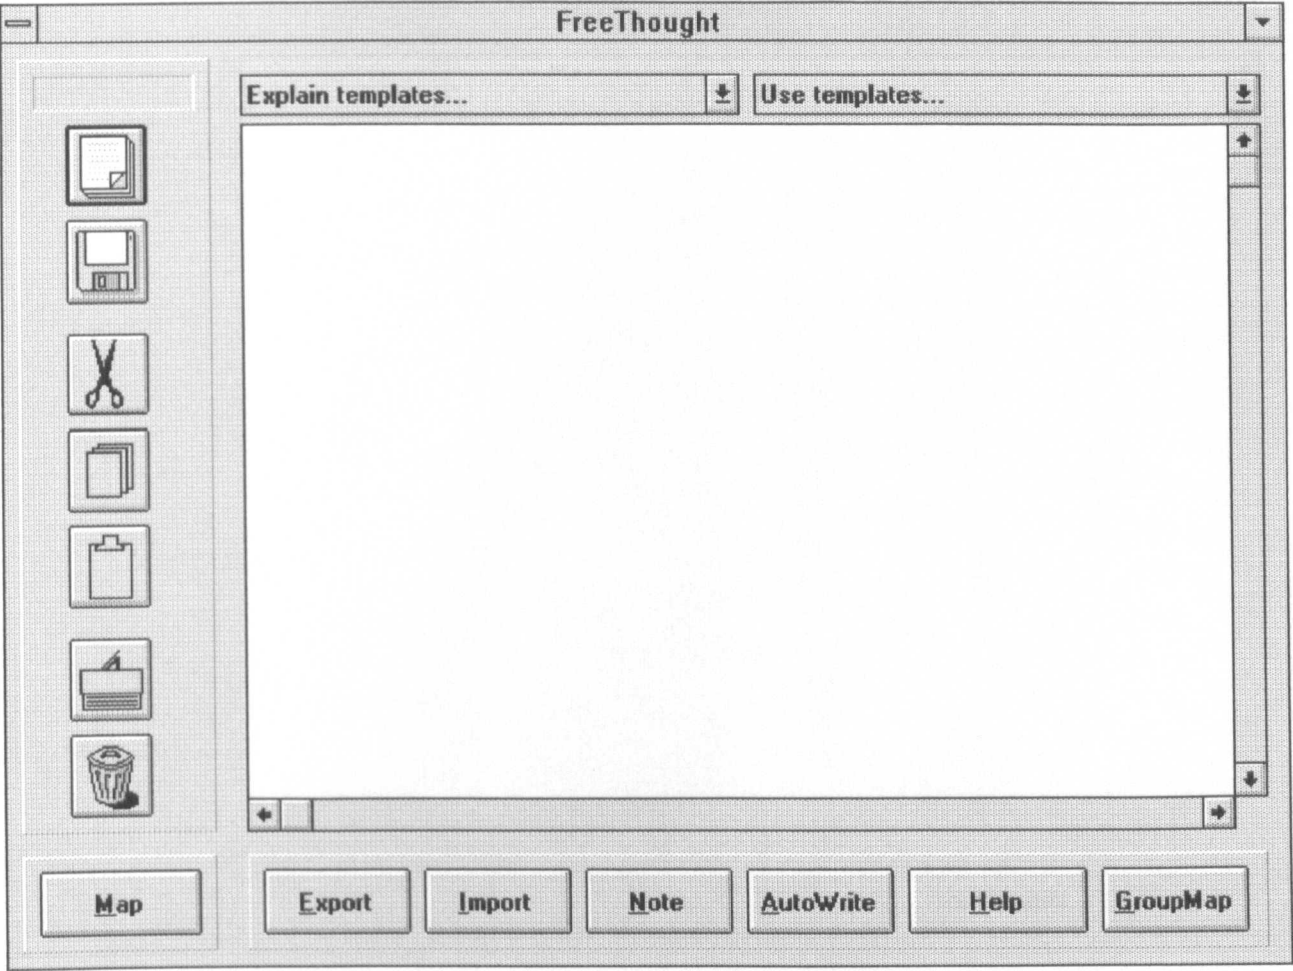 FreeThought
Explain templates...
Use templates...
Map
Export
Import
Note
AutoWrite
Help
GroupMap